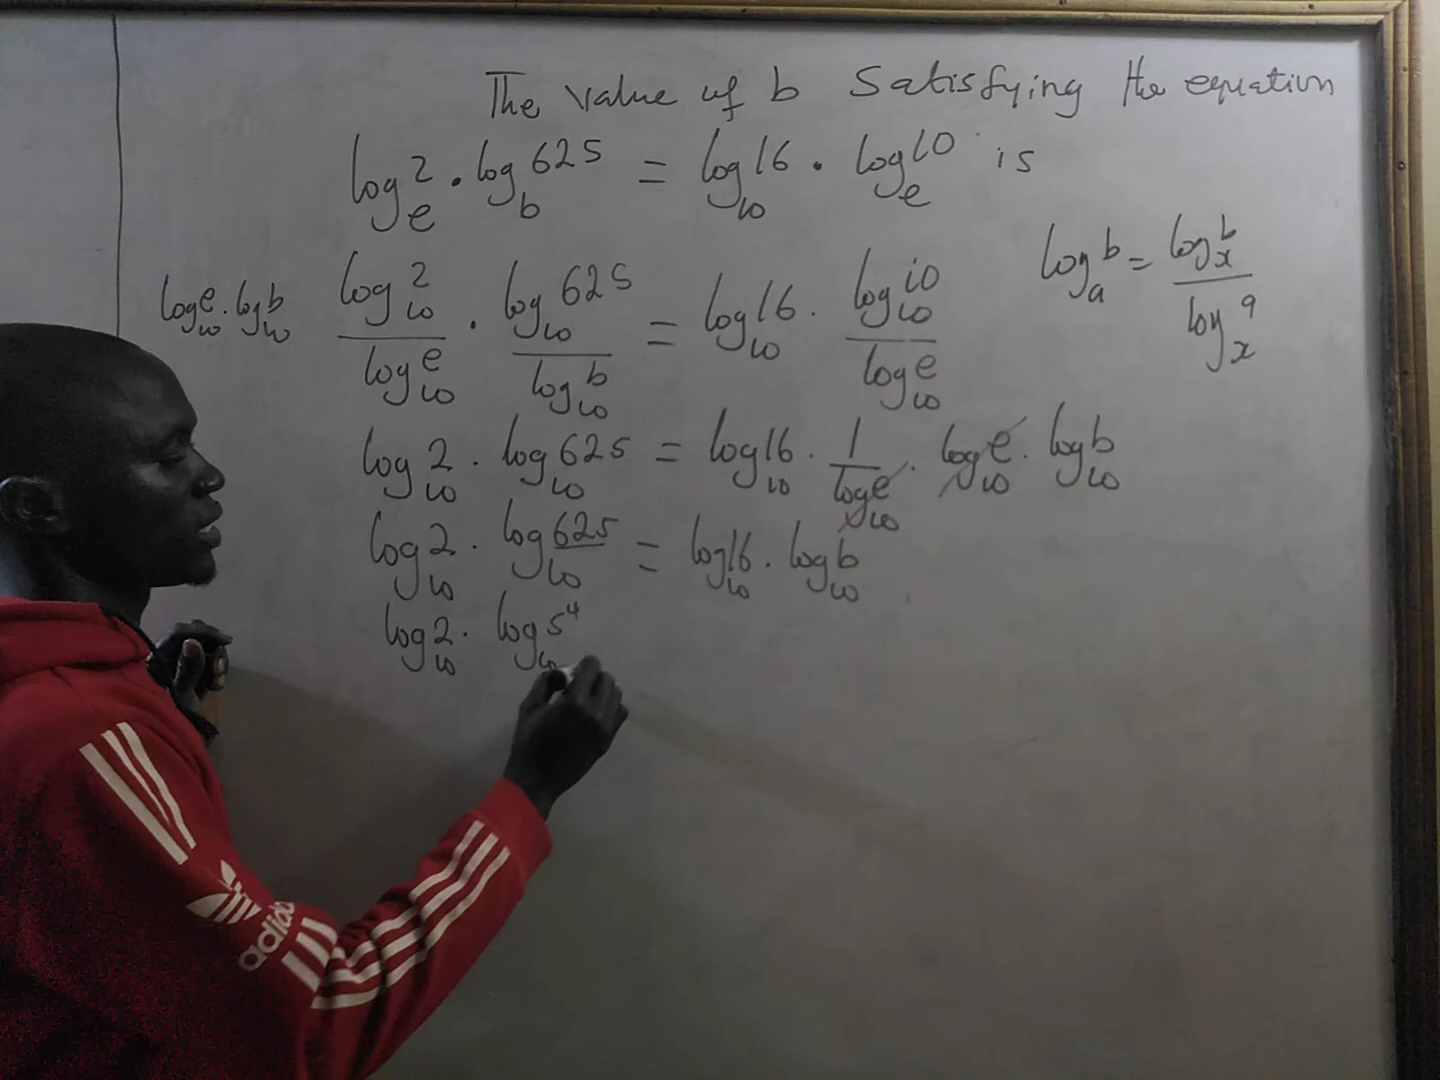 The value of b satisfying the equation
log_e 2 . log_b 625 = log_10 16 . log_e 10 is
log_a b = log_x b / log_x a
log_10 e . log_10 b
log_10 2 / log_10 e . log_10 625 / log_10 b = log_10 16 . log_10 10 / log_10 e
log_10 2 . log_10 625 = log_10 16 . 1 / log_10 e . log_10 e . log_10 b
log_10 2 . log_10 625 = log_10 16 . log_10 b
log_10 2 . log_10 5^4
adidas